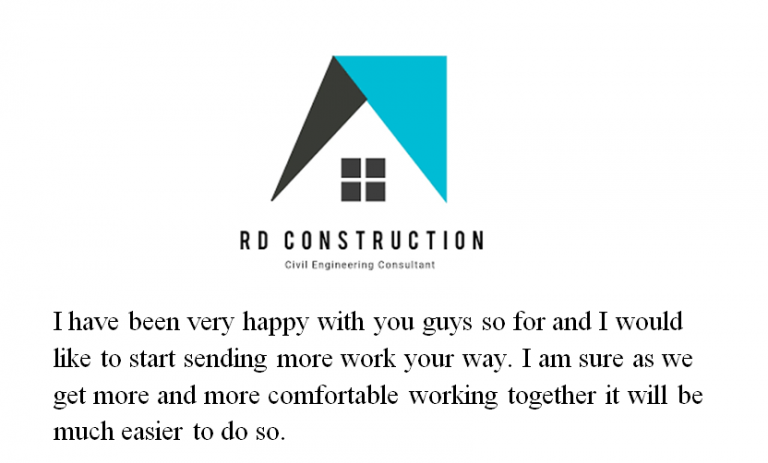 RD CONSTRUCTION
Civil Engineering Consultant
I have been very happy with you guys so for and I would
like to start sending more work your way. I am sure as we
get more and more comfortable working together it will be
much easier to do so.